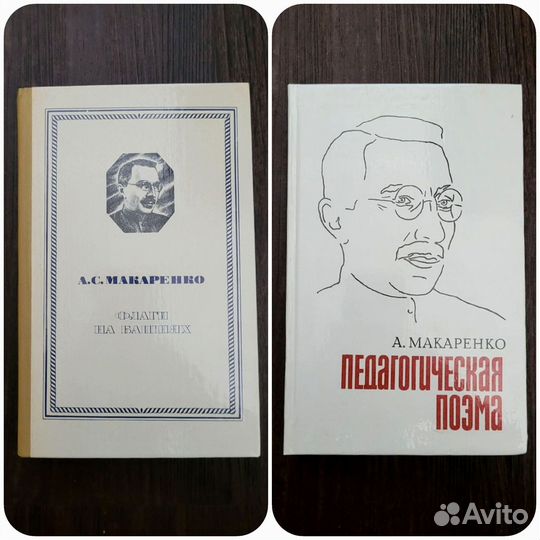 А.С. МАКАРЕНКО
ФЛАГИ
НА БАШНЯХ
А. МАКАРЕНКО
ПЕДАГОГИЧЕСКАЯ
ПОЭМА
Avito